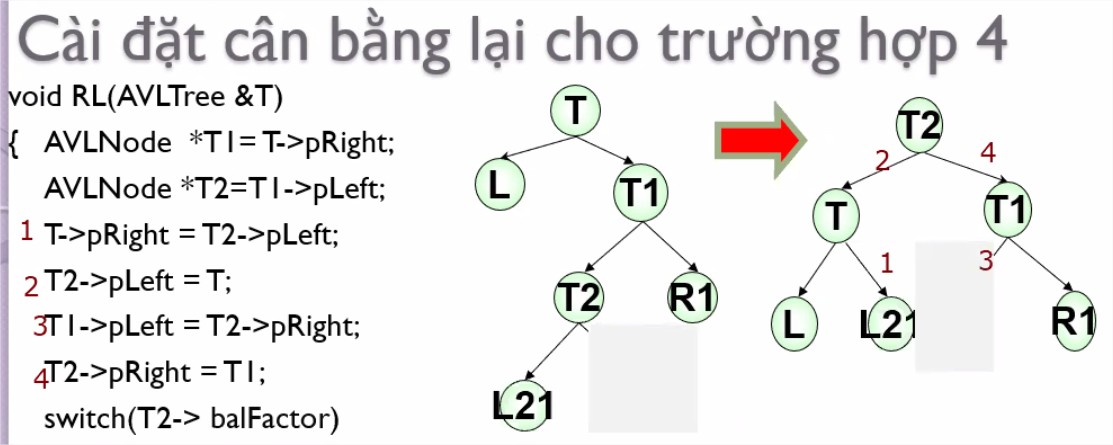 Cài đặt cân bằng lại cho trường hợp 4
void RL(AVLTree &T)
{ AVLNode *T1= T->pRight;
AVLNode *T2=T1->pLeft;
1 T->pRight = T2->pLeft;
2 T2->pLeft = T;
3 T1->pLeft = T2->pRight;
4 T2->pRight = T1;
switch(T2-> balFactor)
T
L
T1
T2
R1
L21
T2
2
4
T
T1
1
3
L
L21
R1